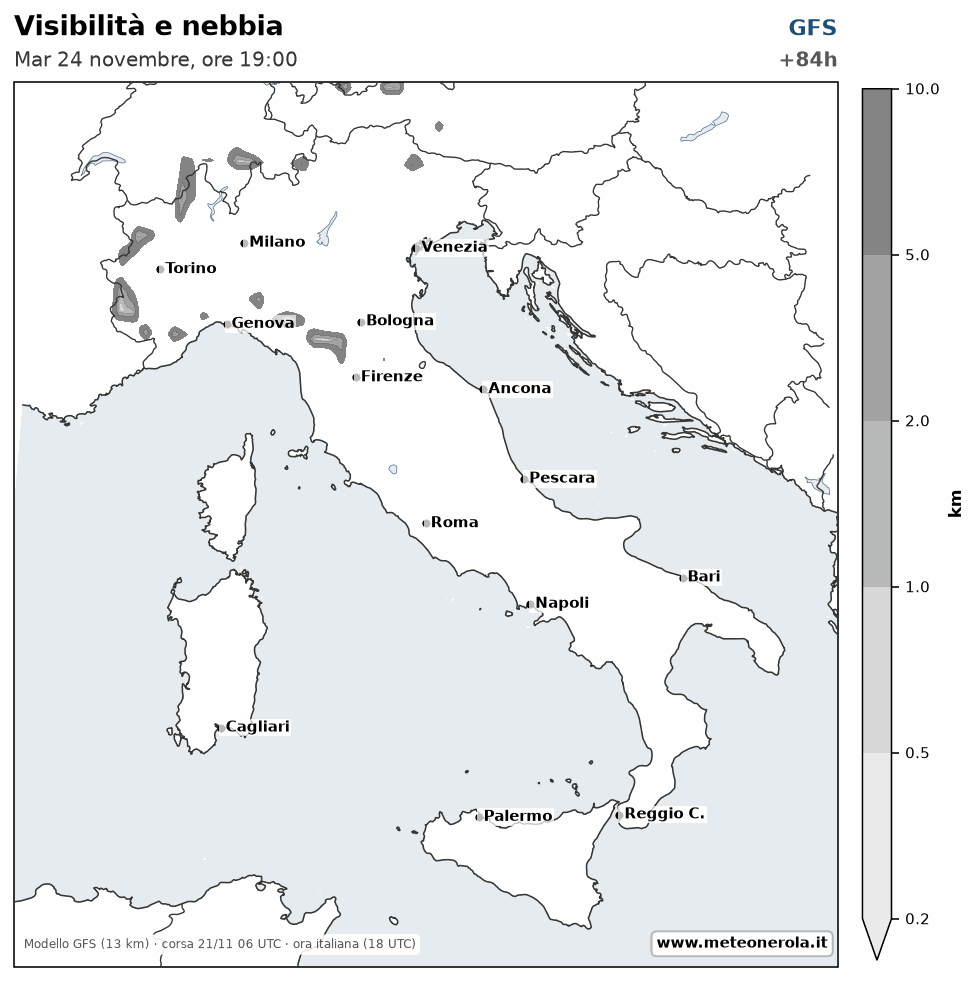 Visibilità e nebbia
GFS
Mar 24 novembre, ore 19:00
+84h
10.0
5.0
2.0
1.0
0.5
0.2
km
Milano
Venezia
Torino
Genova
Bologna
Firenze
Ancona
Pescara
Roma
Bari
Napoli
Cagliari
Palermo
Reggio C.
Modello GFS (13 km) · corsa 21/11 06 UTC · ora italiana (18 UTC)
www.meteonerola.it